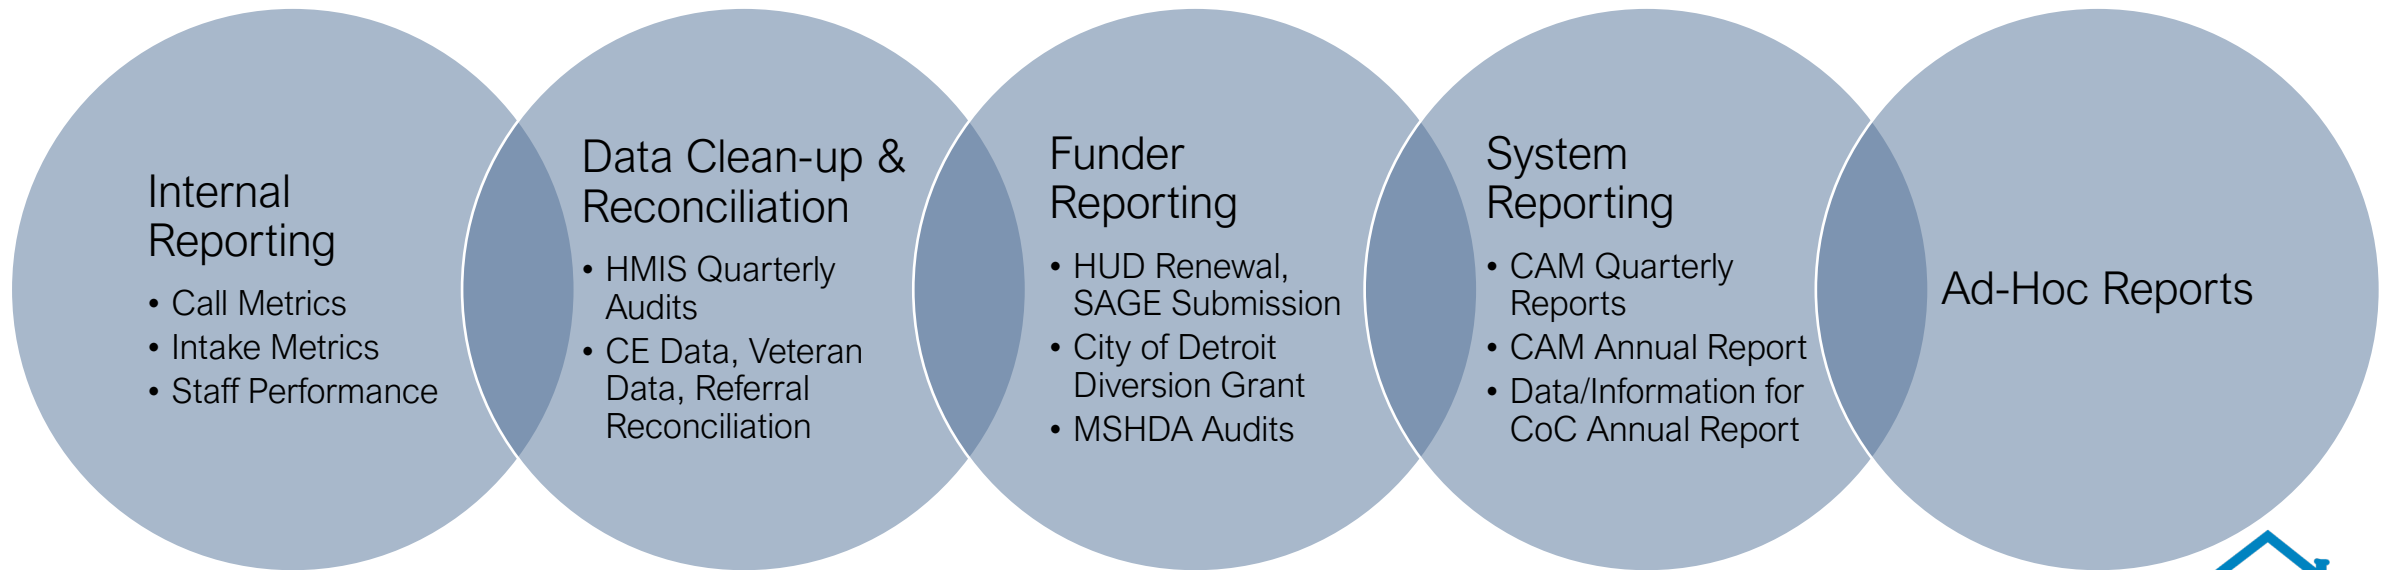 Internal
Reporting
• Call Metrics
• Intake Metrics
• Staff Performance
Data Clean-up &
Reconciliation
• HMIS Quarterly
Audits
• CE Data, Veteran
Data, Referral
Reconciliation
Funder
Reporting
• HUD Renewal,
SAGE Submission
• City of Detroit
Diversion Grant
• MSHDA Audits
System
Reporting
• CAM Quarterly
Reports
• CAM Annual Report
• Data/Information for
CoC Annual Report
Ad-Hoc Reports